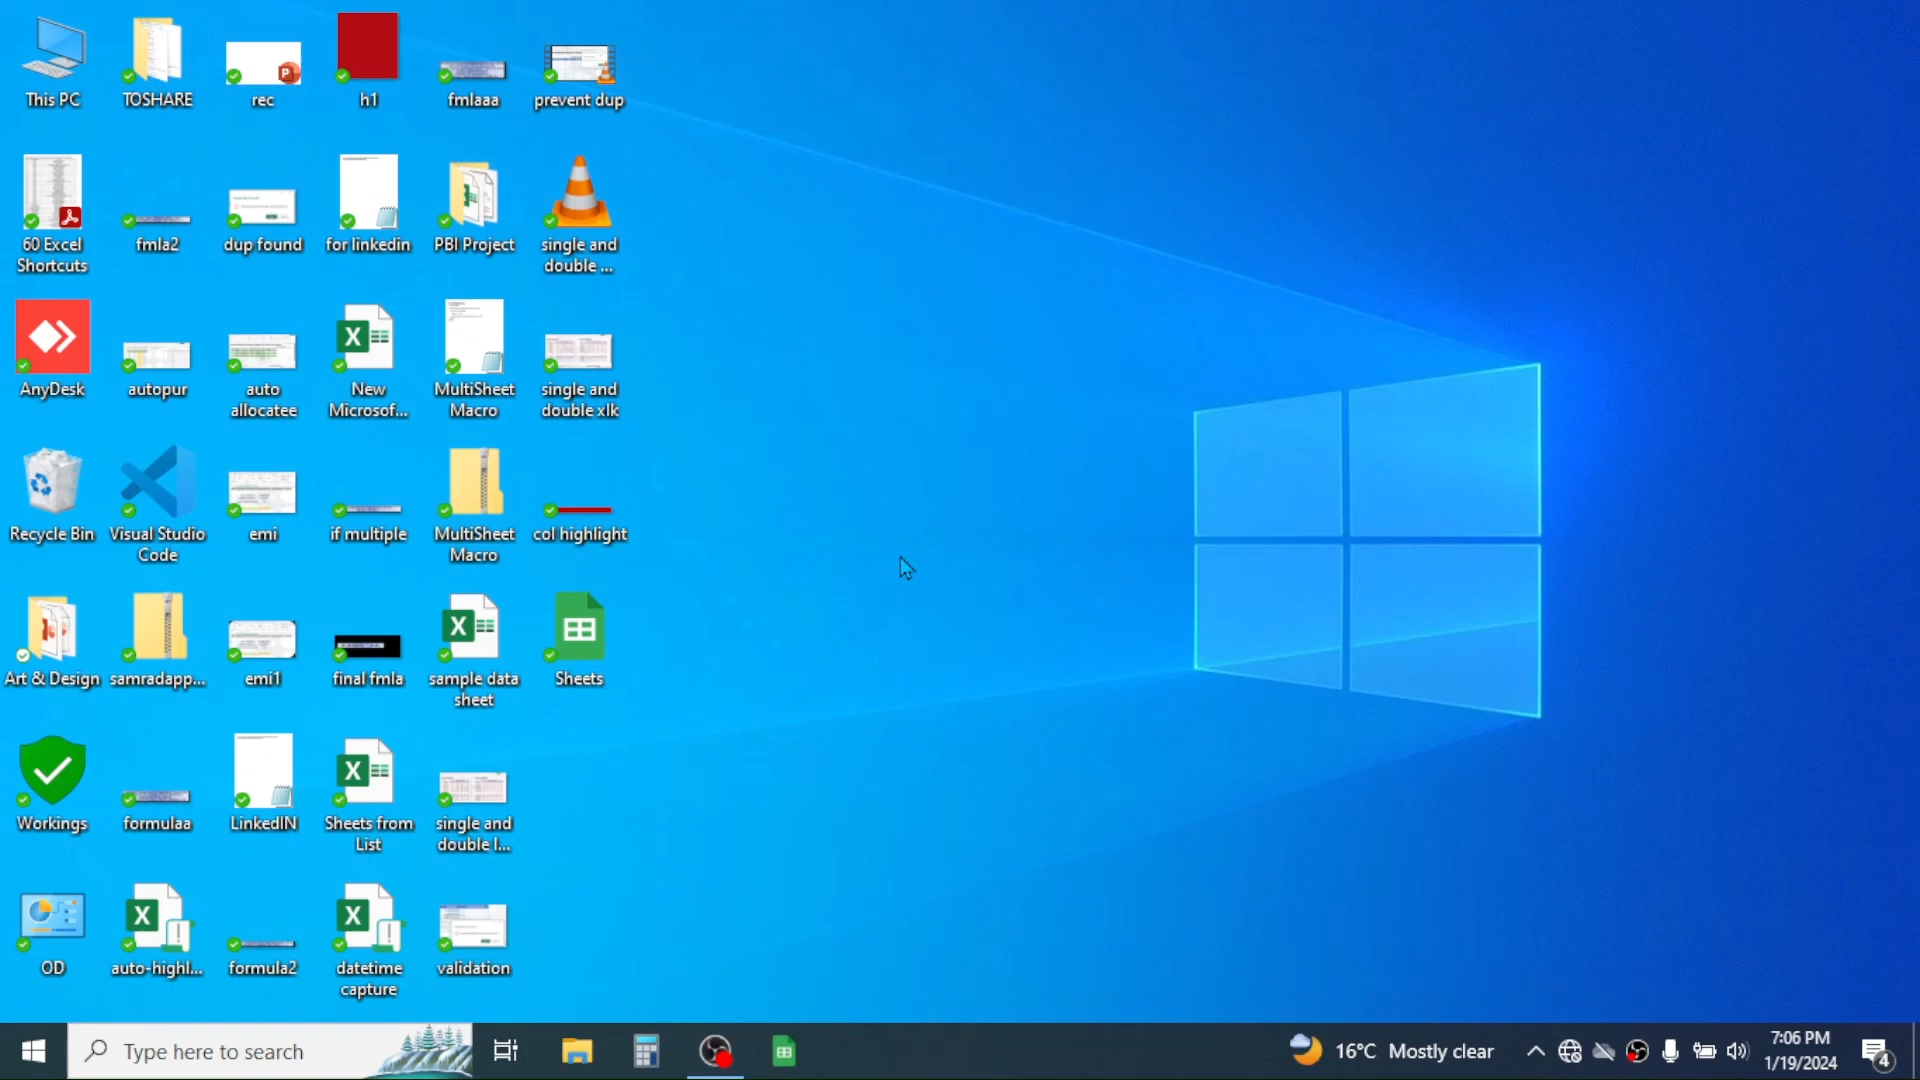 This PC
TOSHARE
rec
h1
fmlaaa
prevent dup
60 Excel
Shortcuts
fmla2
dup found
for linkedin
PBI Project
single and
double ...
AnyDesk
autopur
auto
allocatee
New
Microsof...
MultiSheet
Macro
single and
double xlk
Recycle Bin
Visual Studio
Code
emi
if multiple
MultiSheet
Macro
col highlight
Art & Design
samradapp...
emi1
final fmla
sample data
sheet
Sheets
Workings
formulaa
LinkedIN
Sheets from
List
single and
double l...
OD
auto-highl...
formula2
datetime
capture
validation
Type here to search
16°C Mostly clear
7:06 PM
1/19/2024
4